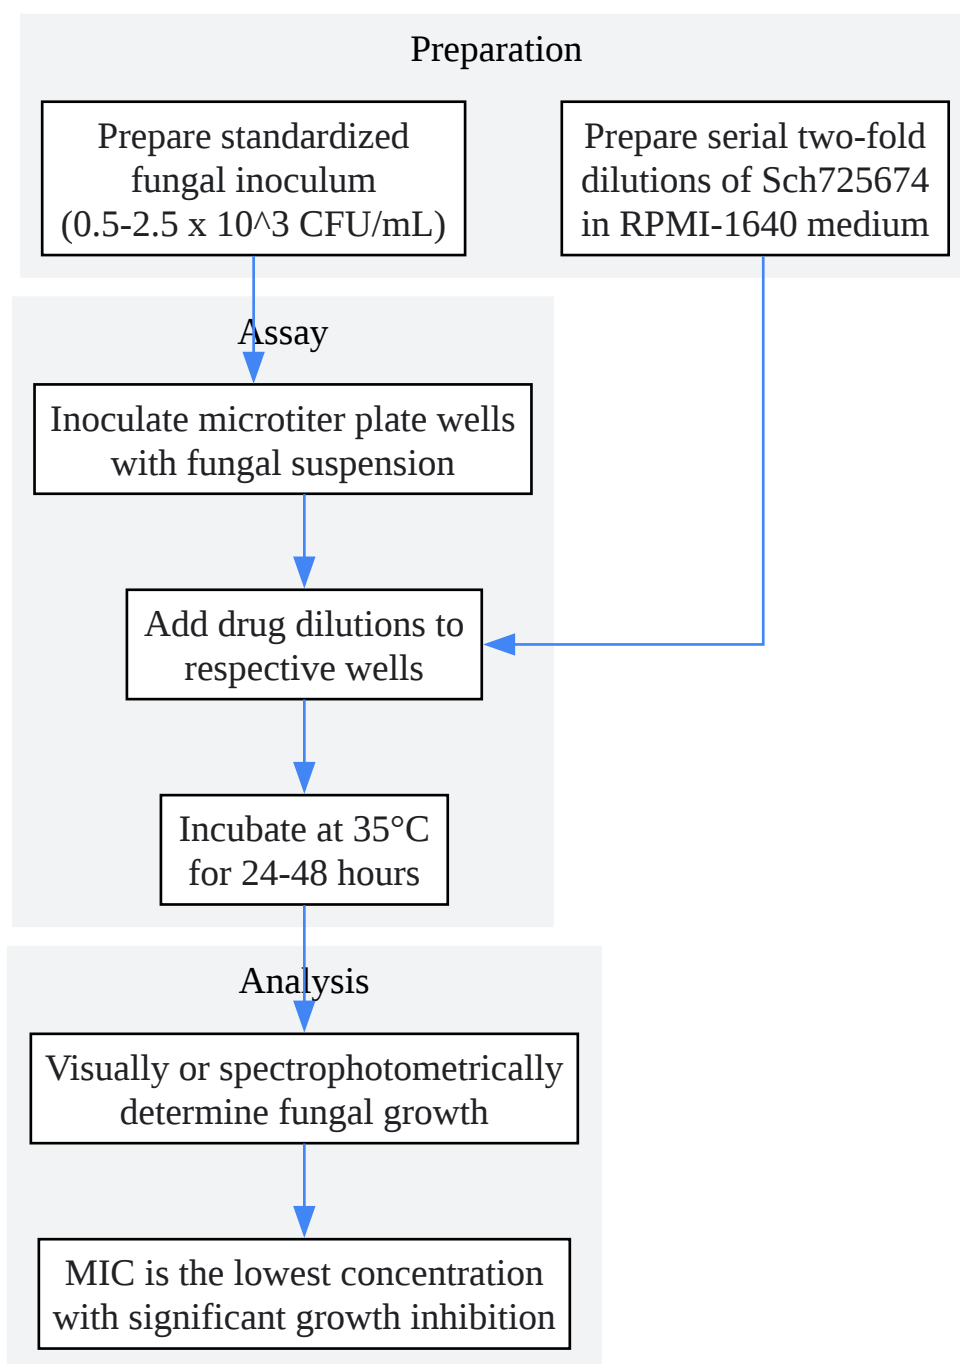 Preparation
Prepare standardized
fungal inoculum
(0.5-2.5 x 10^3 CFU/mL)
Prepare serial two-fold
dilutions of Sch725674
in RPMI-1640 medium
Assay
Inoculate microtiter plate wells
with fungal suspension
Add drug dilutions to
respective wells
Incubate at 35°C
for 24-48 hours
Analysis
Visually or spectrophotometrically
determine fungal growth
MIC is the lowest concentration
with significant growth inhibition